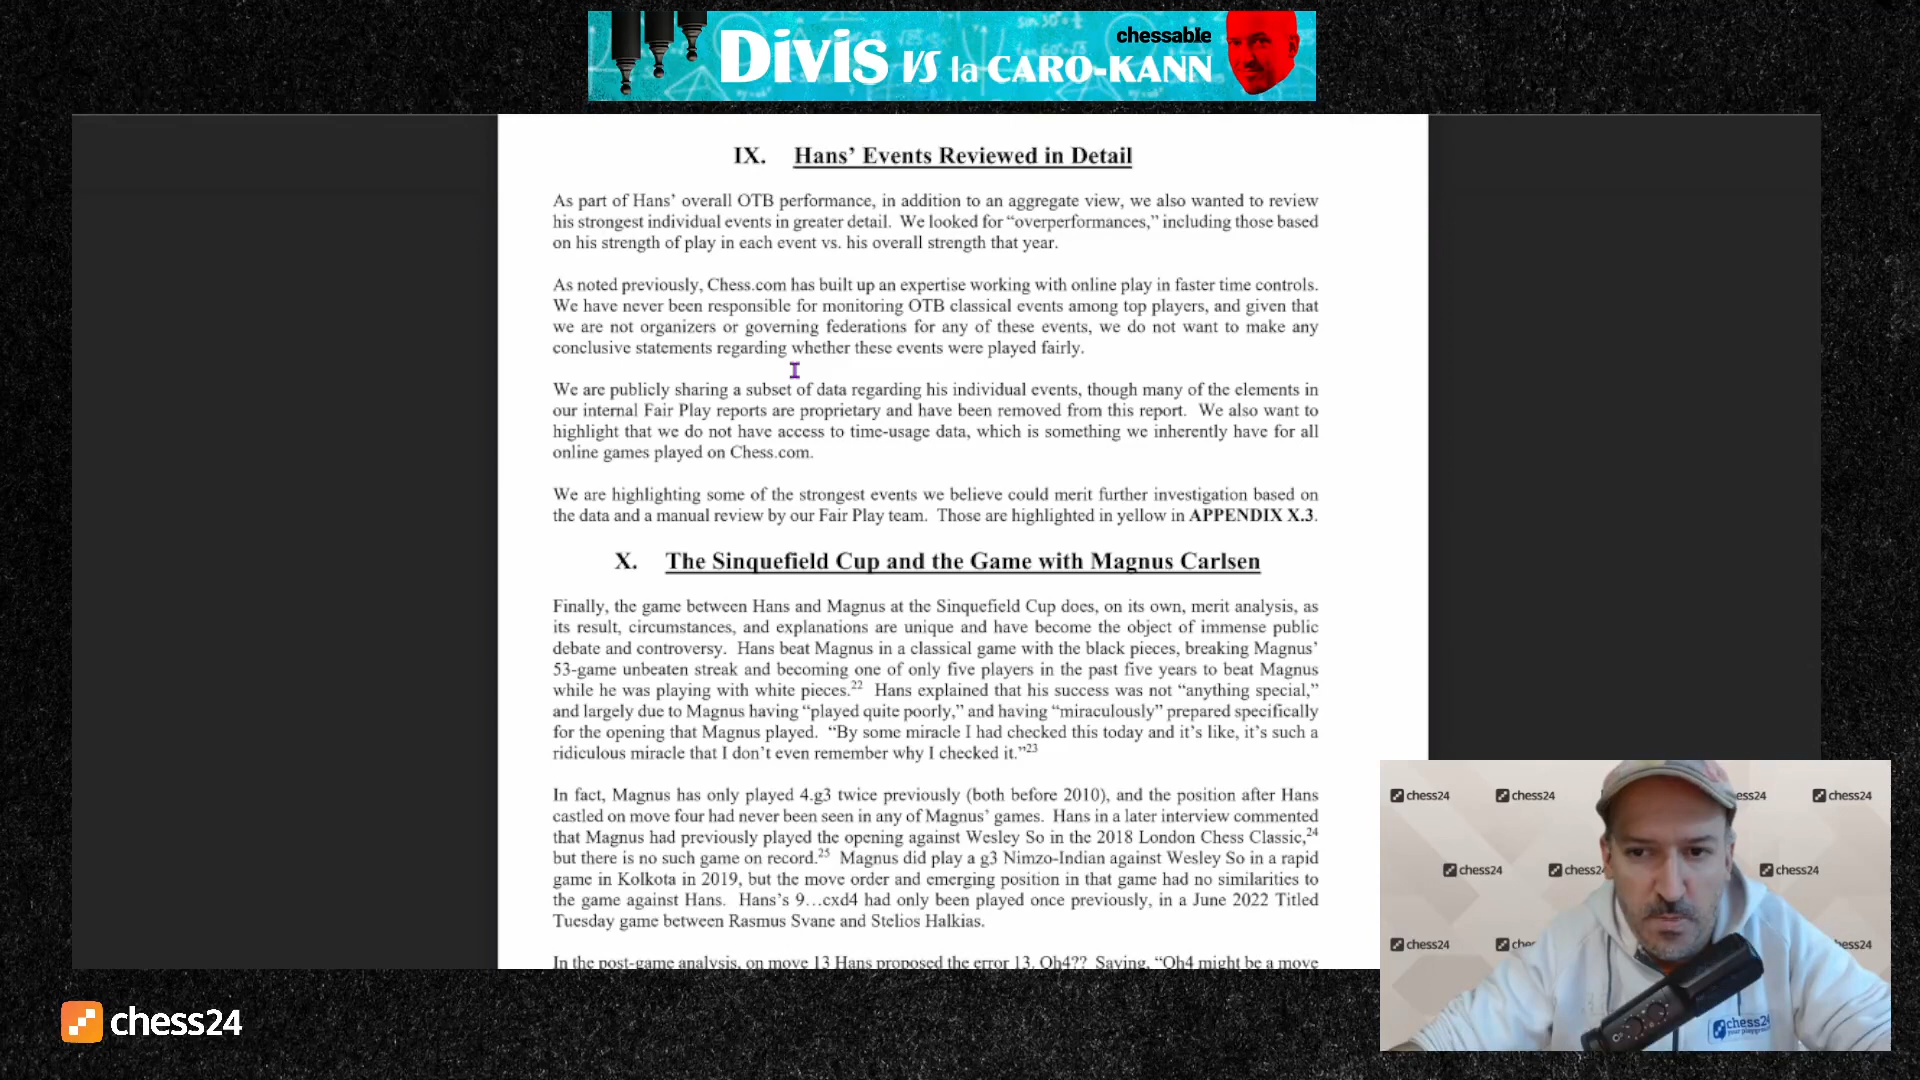 chessable
Divis vs la CARO-KANN
IX. Hans’ Events Reviewed in Detail
As part of Hans’ overall OTB performance, in addition to an aggregate view, we also wanted to review
his strongest individual events in greater detail. We looked for “overperformances,” including those based
on his strength of play in each event vs. his overall strength that year.
As noted previously, Chess.com has built up an expertise working with online play in faster time controls.
We have never been responsible for monitoring OTB classical events among top players, and given that
we are not organizers or governing federations for any of these events, we do not want to make any
conclusive statements regarding whether these events were played fairly.
We are publicly sharing a subset of data regarding his individual events, though many of the elements in
our internal Fair Play reports are proprietary and have been removed from this report. We also want to
highlight that we do not have access to time-usage data, which is something we inherently have for all
online games played on Chess.com.
We are highlighting some of the strongest events we believe could merit further investigation based on
the data and a manual review by our Fair Play team. Those are highlighted in yellow in APPENDIX X.3.
X. The Sinquefield Cup and the Game with Magnus Carlsen
Finally, the game between Hans and Magnus at the Sinquefield Cup does, on its own, merit analysis, as
its result, circumstances, and explanations are unique and have become the object of immense public
debate and controversy. Hans beat Magnus in a classical game with the black pieces, breaking Magnus’
53-game unbeaten streak and becoming one of only five players in the past five years to beat Magnus
while he was playing with white pieces.22 Hans explained that his success was not “anything special,”
and largely due to Magnus having “played quite poorly,” and having “miraculously” prepared specifically
for the opening that Magnus played. “By some miracle I had checked this today and it’s like, it’s such a
ridiculous miracle that I don’t even remember why I checked it.”23
In fact, Magnus has only played 4.g3 twice previously (both before 2010), and the position after Hans
castled on move four had never been seen in any of Magnus’ games. Hans in a later interview commented
that Magnus had previously played the opening against Wesley So in the 2018 London Chess Classic,24
but there is no such game on record.25 Magnus did play a g3 Nimzo-Indian against Wesley So in a rapid
game in Kolkota in 2019, but the move order and emerging position in that game had no similarities to
the game against Hans. Hans’s 9…cxd4 had only been played once previously, in a June 2022 Titled
Tuesday game between Rasmus Svane and Stelios Halkias.
In the post-game analysis, on move 13 Hans proposed the error 13. Qh4?? Saying, “Qh4 might be a move
chess24 chess24 ess24 chess24
chess24 chess24 chess24
chess24 chess ess24
chess24
chess24